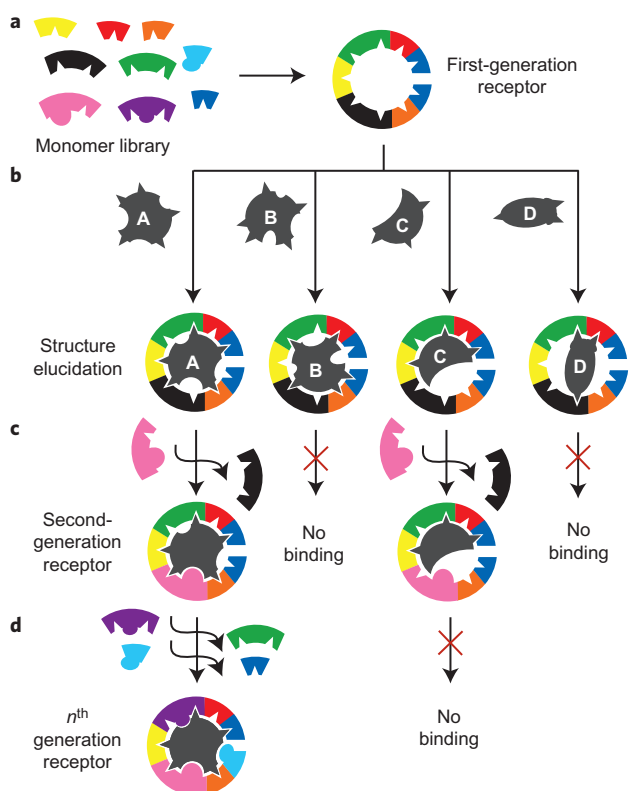 a
Monomer library
First-generation
receptor
b
A
B
C
D
Structure
elucidation
A
B
C
D
c
Second-
generation
receptor
No
binding
No
binding
d
nth
generation
receptor
No
binding